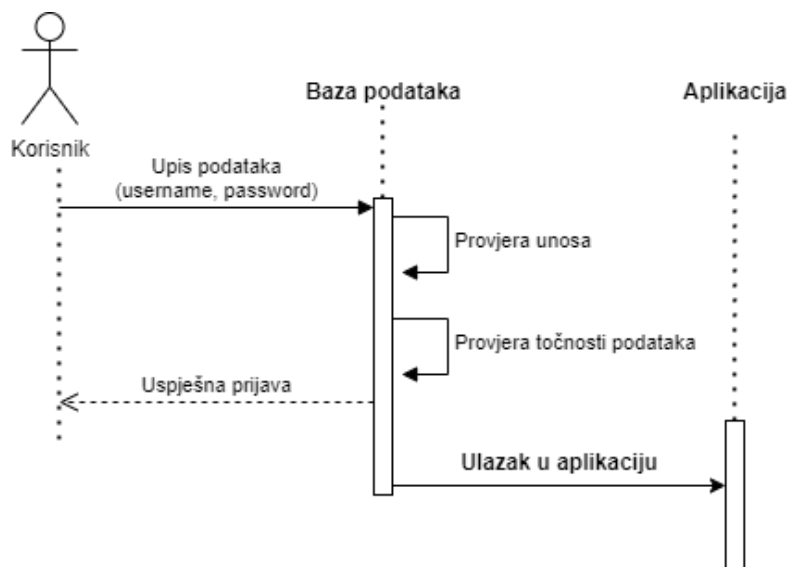 Baza podataka
Aplikacija
Korisnik
Upis podataka
(username, password)
Provjera unosa
Provjera točnosti podataka
Uspješna prijava
Ulazak u aplikaciju